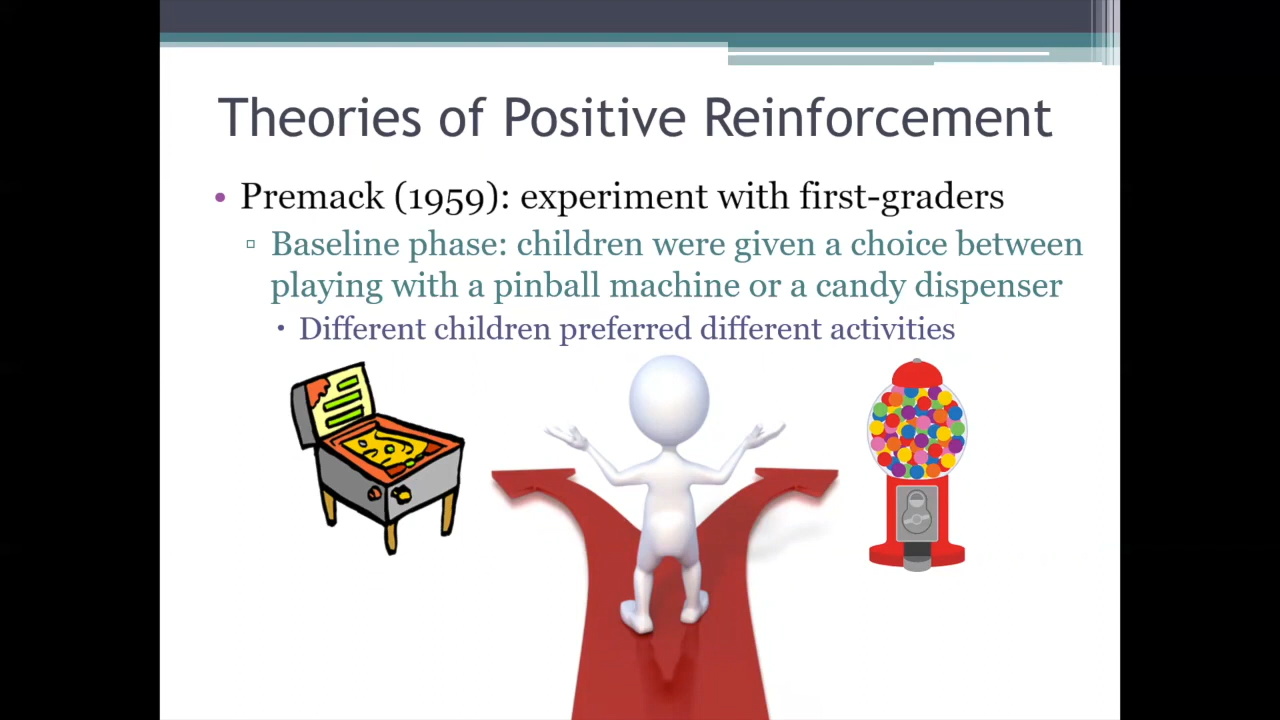 Theories of Positive Reinforcement
• Premack (1959): experiment with first-graders
▫ Baseline phase: children were given a choice between
playing with a pinball machine or a candy dispenser
▪ Different children preferred different activities